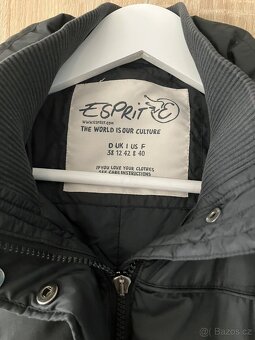 ESPRIT
www.esprit.com
THE WORLD IS OUR CULTURE
D UK I US F
38 12 42 8 40
IF YOU LOVE YOUR CLOTHES,
SEE CARE INSTRUCTIONS
Bazos.cz